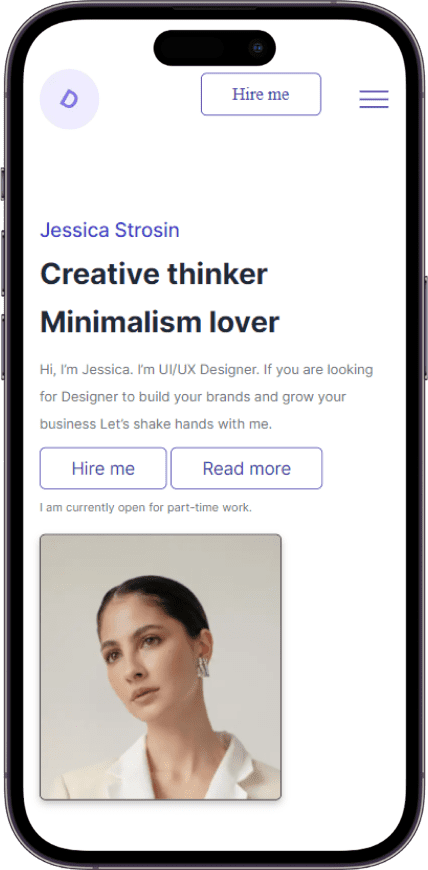 D
Hire me
Jessica Strosin
Creative thinker
Minimalism lover
Hi, I'm Jessica. I'm UI/UX Designer. If you are looking
for Designer to build your brands and grow your
business Let's shake hands with me.
Hire me Read more
I am currently open for part-time work.